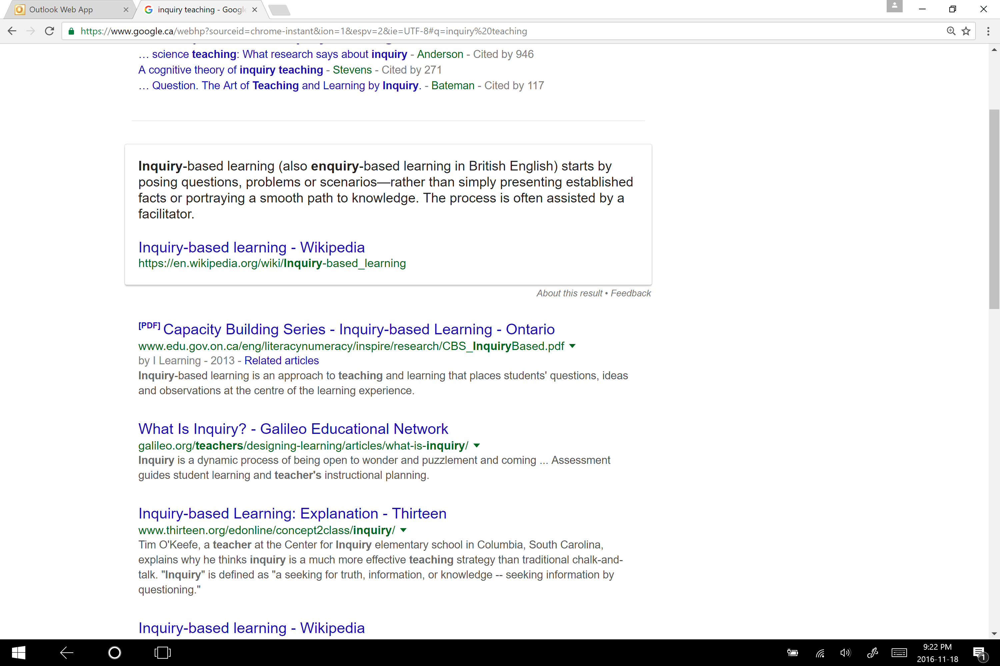 Outlook Web App
inquiry teaching - Google
https://www.google.ca/webhp?sourceid=chrome-instant&ion=1&espv=2&ie=UTF-8#q=inquiry%20teaching
… science teaching: What research says about inquiry - Anderson - Cited by 946
A cognitive theory of inquiry teaching - Stevens - Cited by 271
… Question. The Art of Teaching and Learning by Inquiry. - Bateman - Cited by 117
Inquiry-based learning (also enquiry-based learning in British English) starts by
posing questions, problems or scenarios—rather than simply presenting established
facts or portraying a smooth path to knowledge. The process is often assisted by a
facilitator.
Inquiry-based learning - Wikipedia
https://en.wikipedia.org/wiki/Inquiry-based_learning
About this result • Feedback
[PDF] Capacity Building Series - Inquiry-based Learning - Ontario
www.edu.gov.on.ca/eng/literacynumeracy/inspire/research/CBS_InquiryBased.pdf
by I Learning - 2013 - Related articles
Inquiry-based learning is an approach to teaching and learning that places students' questions, ideas
and observations at the centre of the learning experience.
What Is Inquiry? - Galileo Educational Network
galileo.org/teachers/designing-learning/articles/what-is-inquiry/
Inquiry is a dynamic process of being open to wonder and puzzlement and coming ... Assessment
guides student learning and teacher's instructional planning.
Inquiry-based Learning: Explanation - Thirteen
www.thirteen.org/edonline/concept2class/inquiry/
Tim O'Keefe, a teacher at the Center for Inquiry elementary school in Columbia, South Carolina,
explains why he thinks inquiry is a much more effective teaching strategy than traditional chalk-and-
talk. "Inquiry" is defined as "a seeking for truth, information, or knowledge -- seeking information by
questioning."
Inquiry-based learning - Wikipedia
9:22 PM
2016-11-18
1